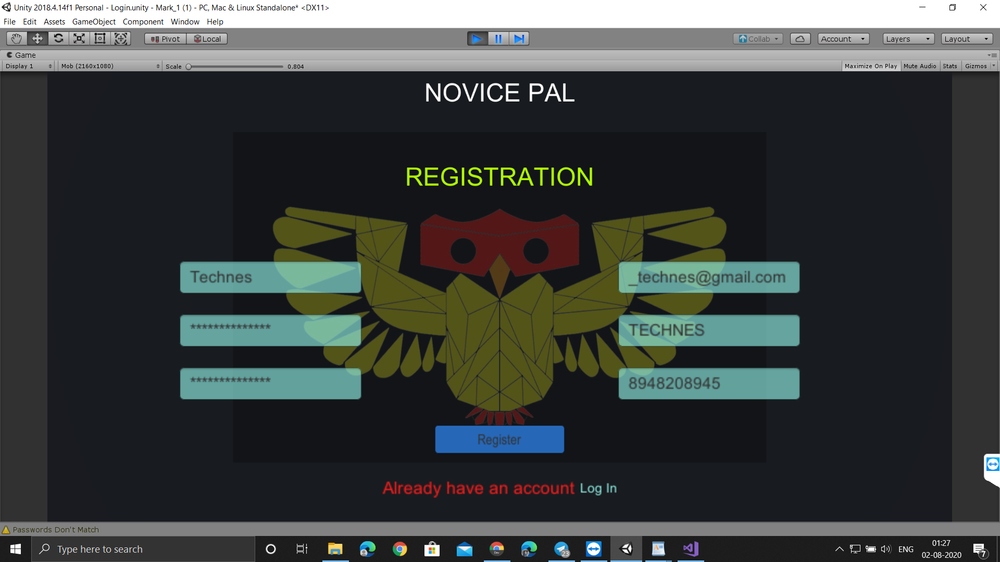 Unity 2018.4.14f1 Personal - Login.unity - Mark_1 (1) - PC, Mac & Linux Standalone* <DX11>
File Edit Assets GameObject Component Window Help
Pivot Local Collab Account Layers Layout
Game
Display 1 Mob (2160x1080) Scale 0.804 Maximize On Play Mute Audio Stats Gizmos
NOVICE PAL
REGISTRATION
Technes _technes@gmail.com
************** TECHNES
************** 8948208945
Register
Already have an account Log In
Passwords Don't Match
Type here to search
Dev
23
ENG
01:27
02-08-2020
7